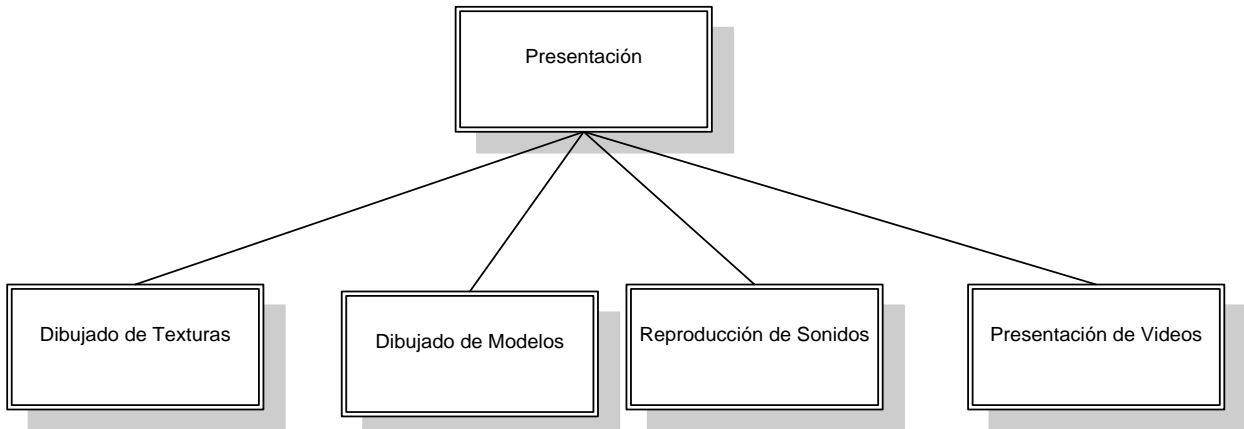 Presentación
Dibujado de Texturas
Dibujado de Modelos
Reproducción de Sonidos
Presentación de Videos